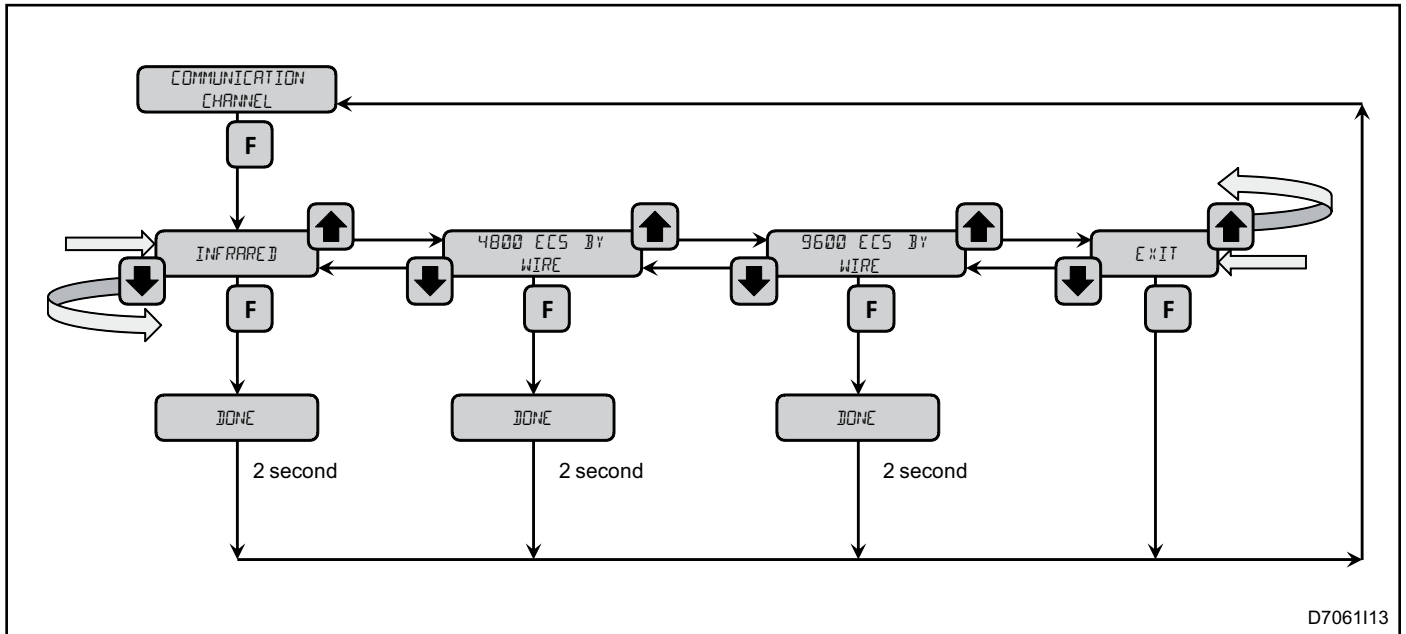 COMMUNICATION
CHANNEL
F
INFRARED
4800 ECS BY
WIRE
9600 ECS BY
WIRE
EXIT
F
F
F
F
DONE
DONE
DONE
2 second
2 second
2 second
D7061I13